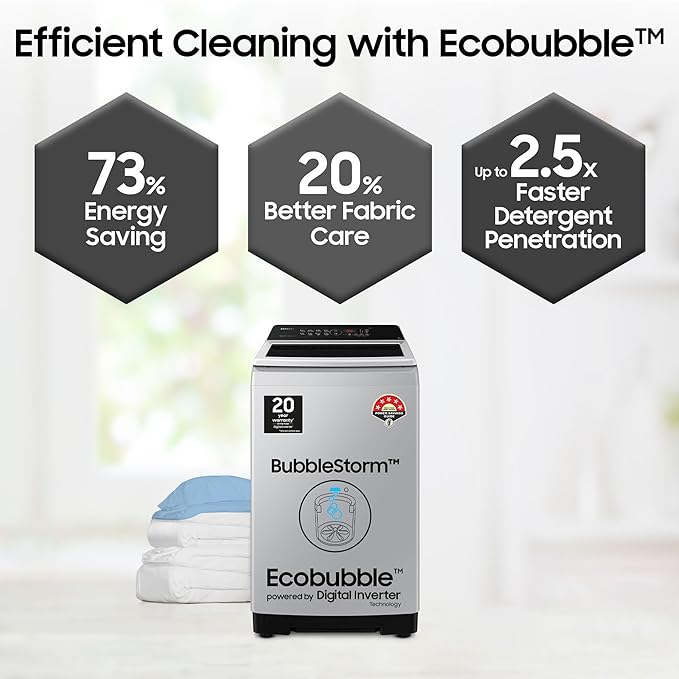 Efficient Cleaning with Ecobubble™
73%
Energy
Saving
20%
Better Fabric
Care
Up to 2.5x
Faster
Detergent
Penetration
20
year
warranty*
BubbleStorm™
Ecobubble™
powered by Digital Inverter
Technology